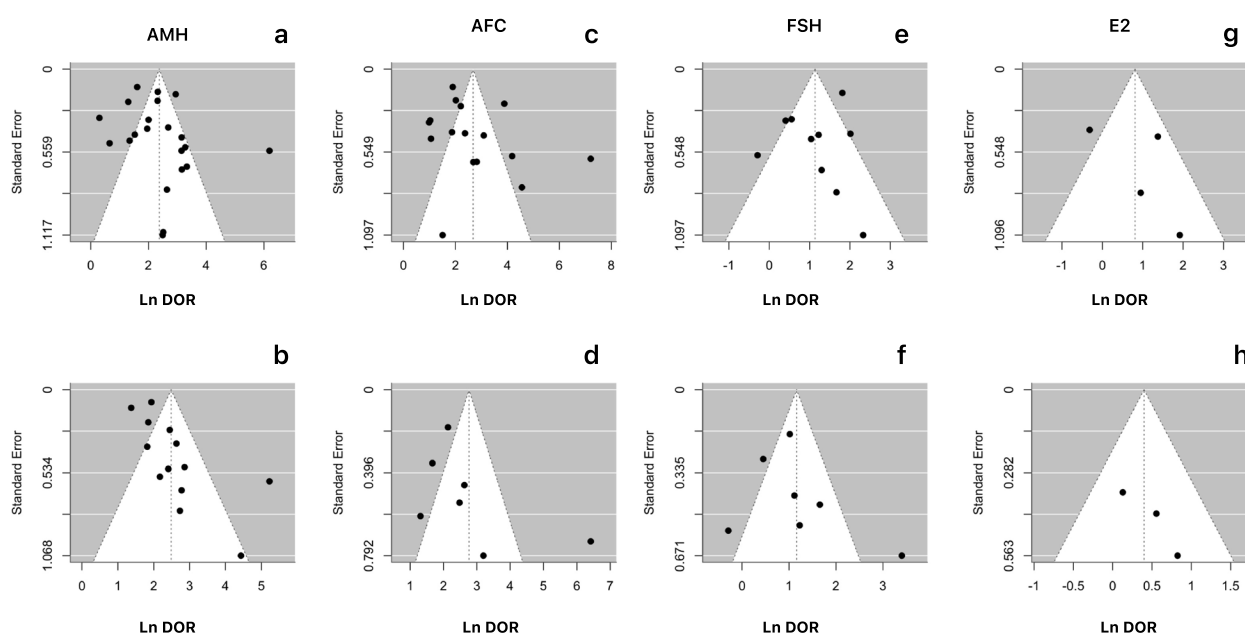 AMH a AFC c FSH e E2 g
Standard Error 0 0.559 1.117
0 2 4 6
Ln DOR
Standard Error 0 0.549 1.097
0 2 4 6 8
Ln DOR
Standard Error 0 0.548 1.097
-1 0 1 2 3
Ln DOR
Standard Error 0 0.548 1.096
-1 0 1 2 3
Ln DOR
b d f h
Standard Error 0 0.534 1.068
0 1 2 3 4 5
Ln DOR
Standard Error 0 0.396 0.792
1 2 3 4 5 6 7
Ln DOR
Standard Error 0 0.335 0.671
0 1 2 3
Ln DOR
Standard Error 0 0.282 0.563
-1 -0.5 0 0.5 1 1.5
Ln DOR